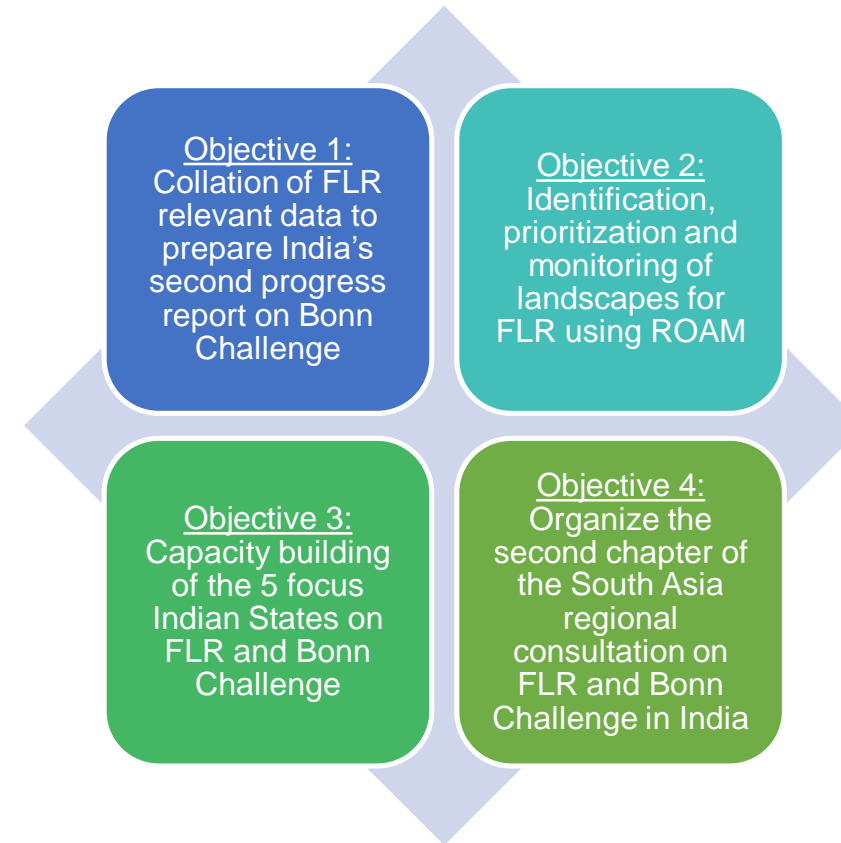 Objective 1:
Collation of FLR
relevant data to
prepare India’s
second progress
report on Bonn
Challenge
Objective 2:
Identification,
prioritization and
monitoring of
landscapes for
FLR using ROAM
Objective 3:
Capacity building
of the 5 focus
Indian States on
FLR and Bonn
Challenge
Objective 4:
Organize the
second chapter of
the South Asia
regional
consultation on
FLR and Bonn
Challenge in India